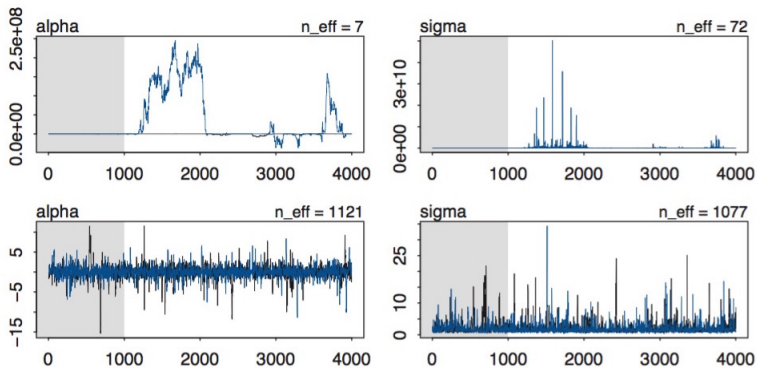 alpha n_eff = 7
sigma n_eff = 72
0.0e+00 2.5e+08
0e+00 3e+10
0 1000 2000 3000 4000
0 1000 2000 3000 4000
alpha n_eff = 1121
sigma n_eff = 1077
−15 −5 5
0 10 25
0 1000 2000 3000 4000
0 1000 2000 3000 4000